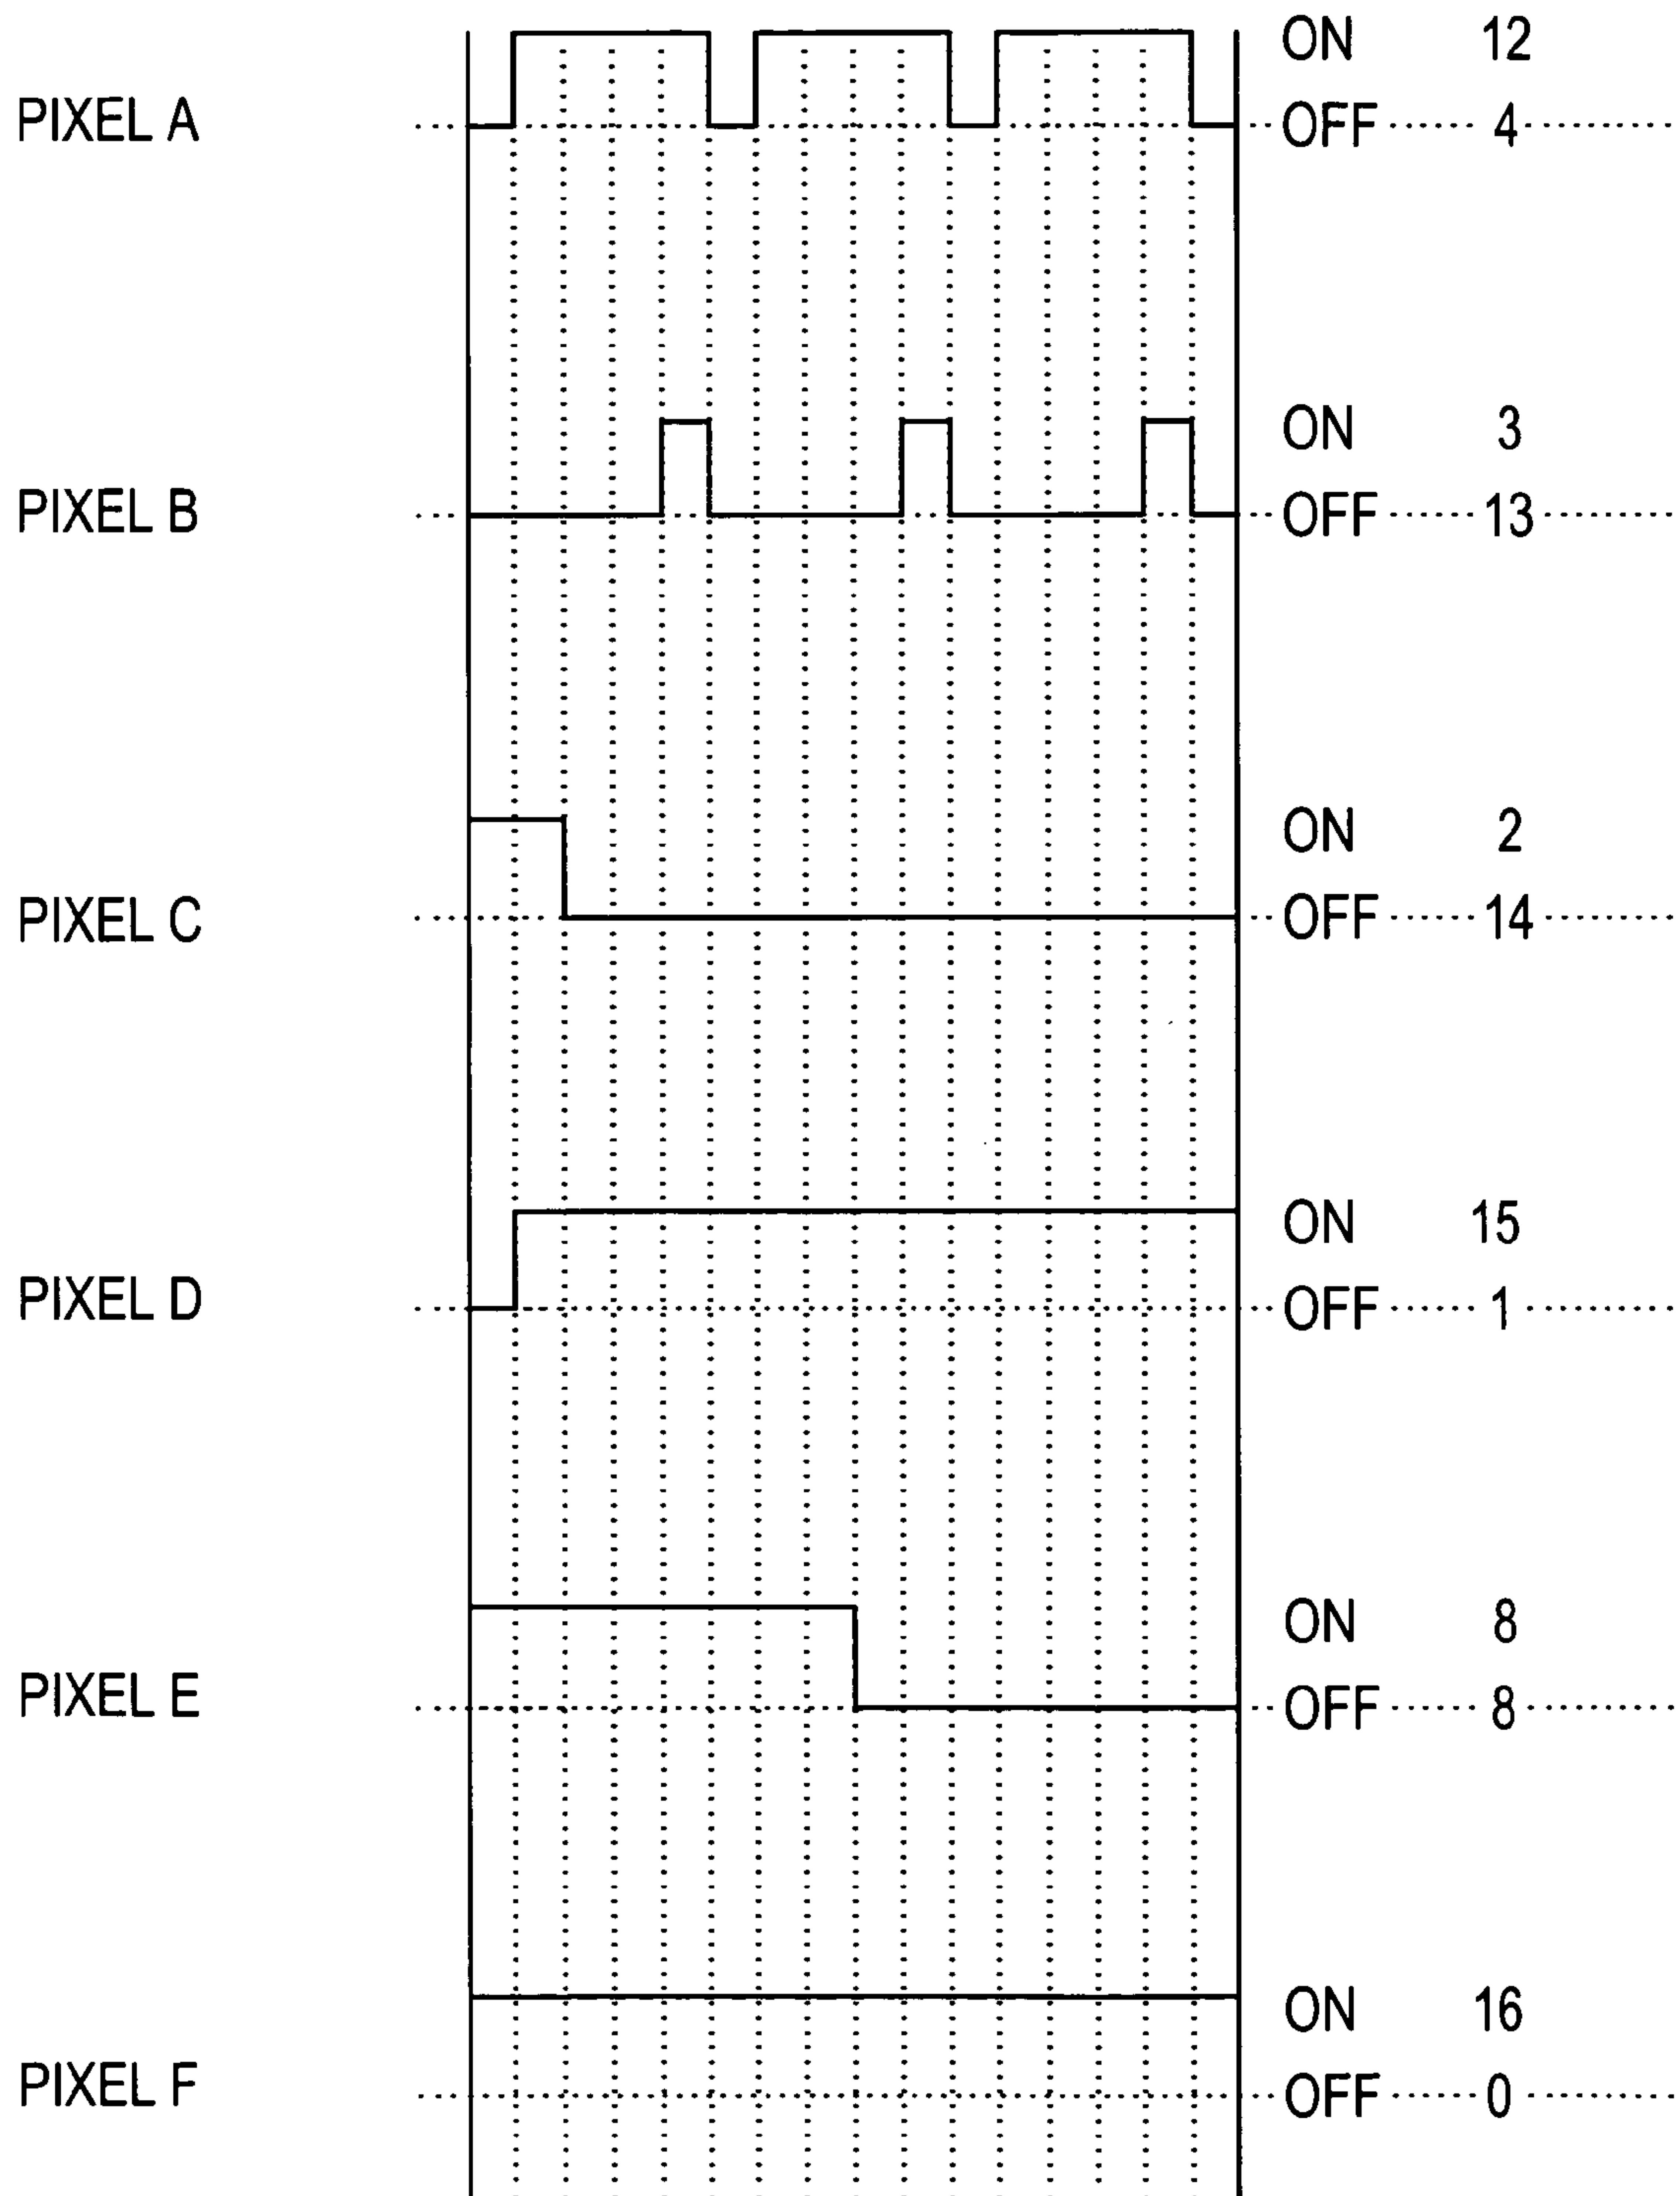 ON 12
PIXEL A OFF 4
ON 3
PIXEL B OFF 13
ON 2
PIXEL C OFF 14
ON 15
PIXEL D OFF 1
ON 8
PIXEL E OFF 8
ON 16
PIXEL F OFF 0